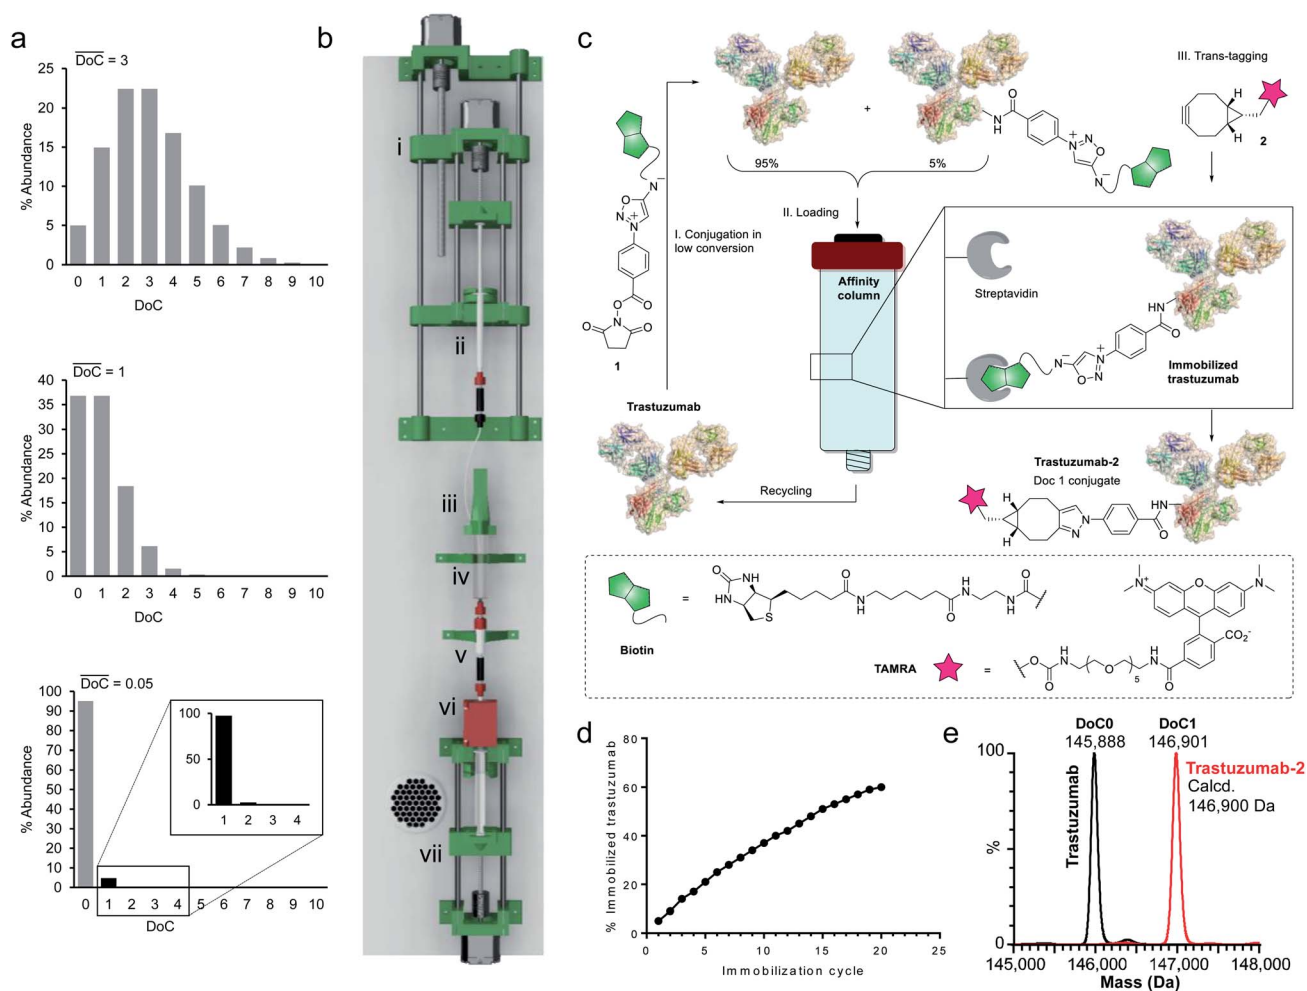 a
DoC = 3
25
20
15
10
5
0
% Abundance
0 1 2 3 4 5 6 7 8 9 10
DoC
DoC = 1
40
35
30
25
20
15
10
5
0
% Abundance
0 1 2 3 4 5 6 7 8 9 10
DoC
DoC = 0.05
100
90
80
70
60
50
40
30
20
10
0
% Abundance
100
50
0
1 2 3 4
0 1 2 3 4 5 6 7 8 9 10
DoC
b
i
ii
iii
iv
v
vi
vii
c
I. Conjugation in
low conversion
N
−
O
N
N
+
O
O
N
O
O
1
+
95%
5%
II. Loading
O
N
H
N
+
N
O
N
−
III. Trans-tagging
H
H
2
Affinity
column
Streptavidin
NH
O
N
−
N
+
O
N
Immobilized
trastuzumab
Trastuzumab
Recycling
Trastuzumab-2
Doc 1 conjugate
H
H
N
N
NH
O
Biotin
=
O
NH
HN
H
H
S
O
N
H
O
H
N
N
H
O
TAMRA
=
O
O
H
N
O
5
H
N
O
N
+
O
N
CO2-
d
% Immobilized trastuzumab
80
60
40
20
0
0 5 10 15 20 25
Immobilization cycle
e
DoC0
145,888
DoC1
146,901
100
%
0
Trastuzumab
Trastuzumab-2
Calcd.
146,900 Da
145,000 146,000 147,000 148,000
Mass (Da)